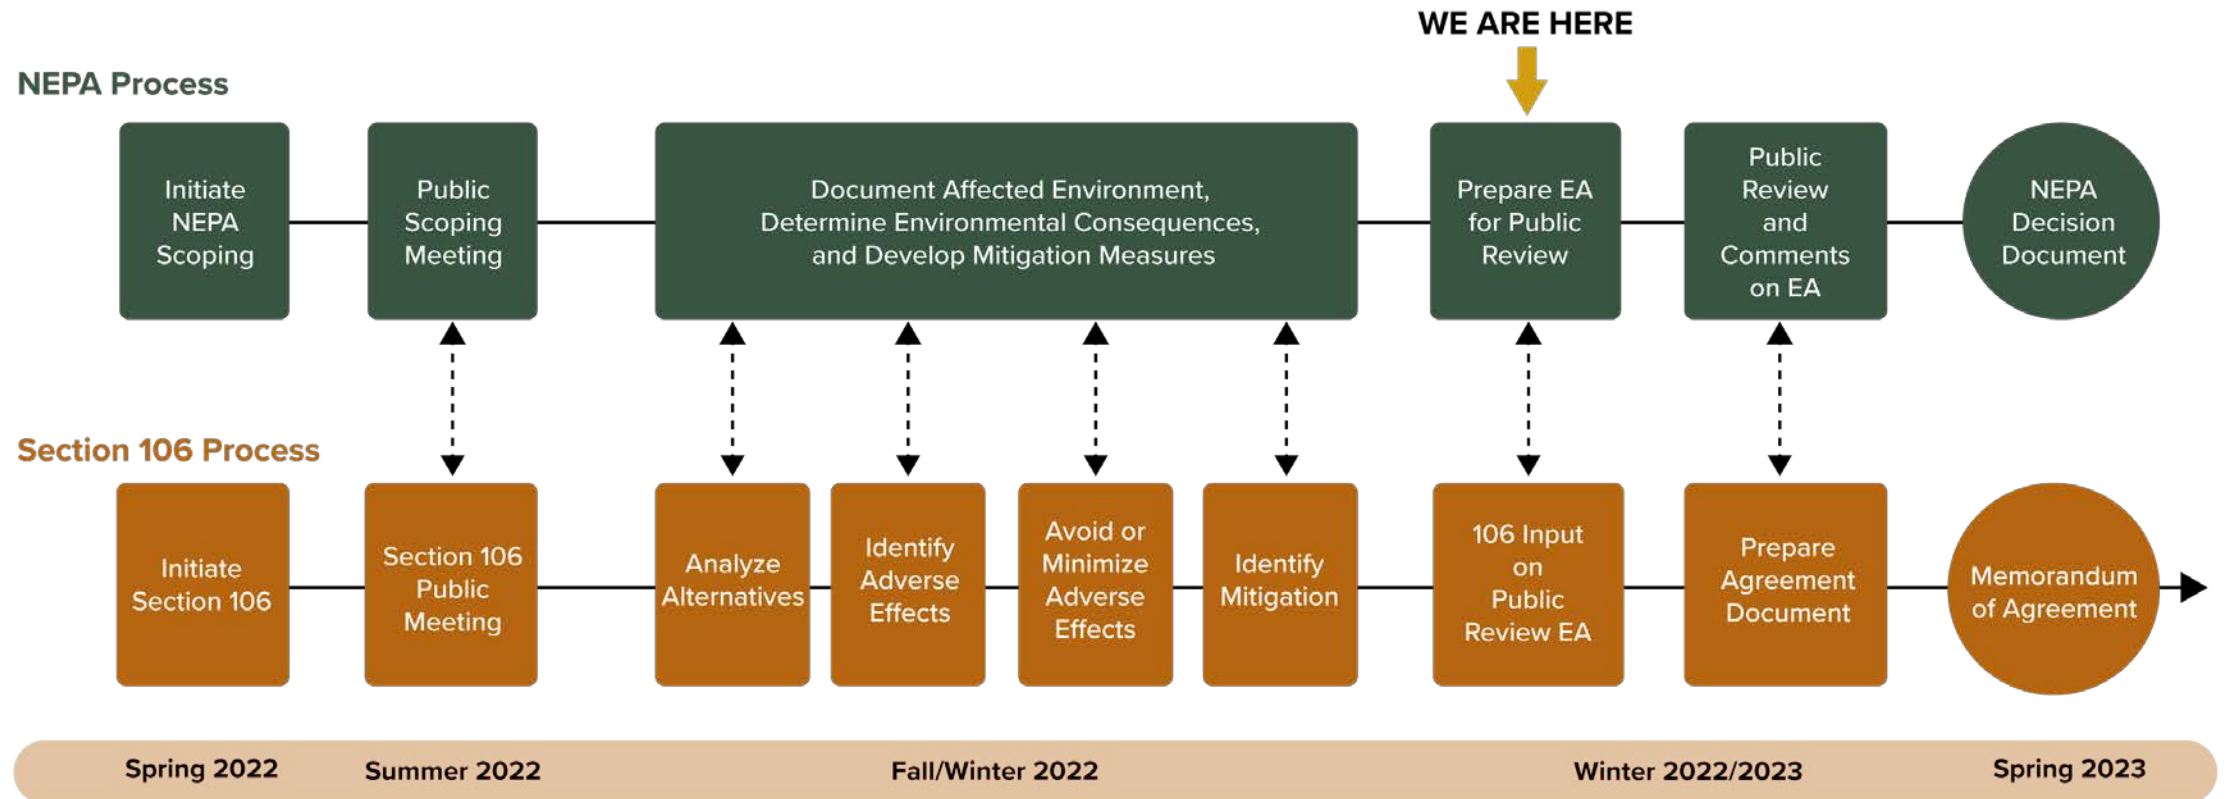 WE ARE HERE
NEPA Process
Initiate
NEPA
Scoping
Public
Scoping
Meeting
Document Affected Environment,
Determine Environmental Consequences,
and Develop Mitigation Measures
Prepare EA
for Public
Review
Public
Review
and
Comments
on EA
NEPA
Decision
Document
Section 106 Process
Initiate
Section 106
Section 106
Public
Meeting
Analyze
Alternatives
Identify
Adverse
Effects
Avoid or
Minimize
Adverse
Effects
Identify
Mitigation
106 Input
on
Public
Review EA
Prepare
Agreement
Document
Memorandum
of Agreement
Spring 2022
Summer 2022
Fall/Winter 2022
Winter 2022/2023
Spring 2023